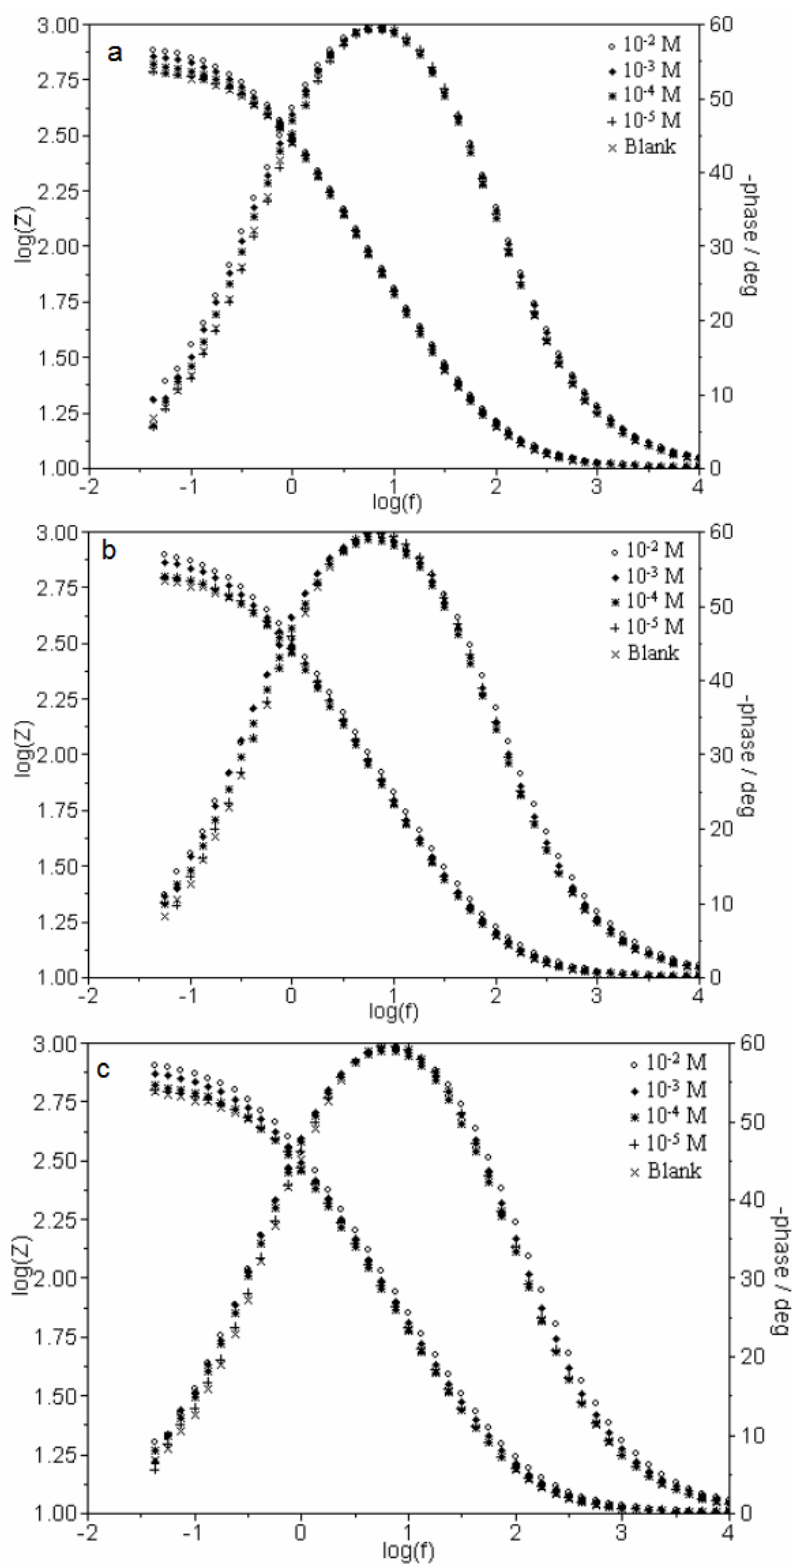 a
3.00
2.75
2.50
2.25
2.00
1.75
1.50
1.25
1.00
log(Z)
-2
-1
0
1
2
3
4
log(f)
60
50
40
30
20
10
0
-phase / deg
○ 10⁻² M
◆ 10⁻³ M
✱ 10⁻⁴ M
+ 10⁻⁵ M
× Blank
b
3.00
2.75
2.50
2.25
2.00
1.75
1.50
1.25
1.00
log(Z)
-2
-1
0
1
2
3
4
log(f)
60
50
40
30
20
10
0
-phase / deg
○ 10⁻² M
◆ 10⁻³ M
✱ 10⁻⁴ M
+ 10⁻⁵ M
× Blank
c
3.00
2.75
2.50
2.25
2.00
1.75
1.50
1.25
1.00
log(Z)
-2
-1
0
1
2
3
4
log(f)
60
50
40
30
20
10
0
-phase / deg
○ 10⁻² M
◆ 10⁻³ M
✱ 10⁻⁴ M
+ 10⁻⁵ M
× Blank